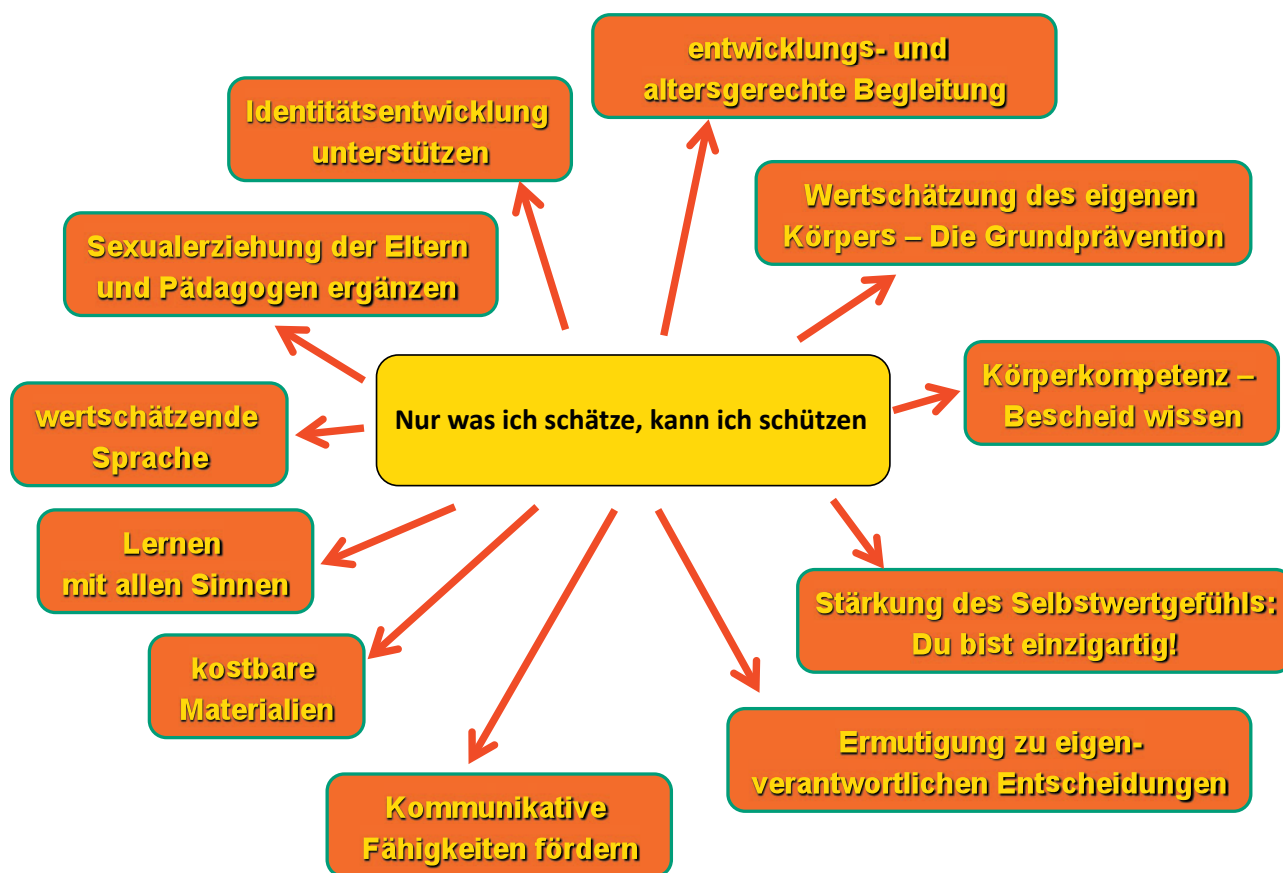 entwicklungs- und
altersgerechte Begleitung
Identitätsentwicklung
unterstützen
Wertschätzung des eigenen
Körpers – Die Grundprävention
Sexualerziehung der Eltern
und Pädagogen ergänzen
Körperkompetenz –
Bescheid wissen
wertschätzende
Sprache
Nur was ich schätze, kann ich schützen
Lernen
mit allen Sinnen
Stärkung des Selbstwertgefühls:
Du bist einzigartig!
kostbare
Materialien
Ermutigung zu eigen-
verantwortlichen Entscheidungen
Kommunikative
Fähigkeiten fördern